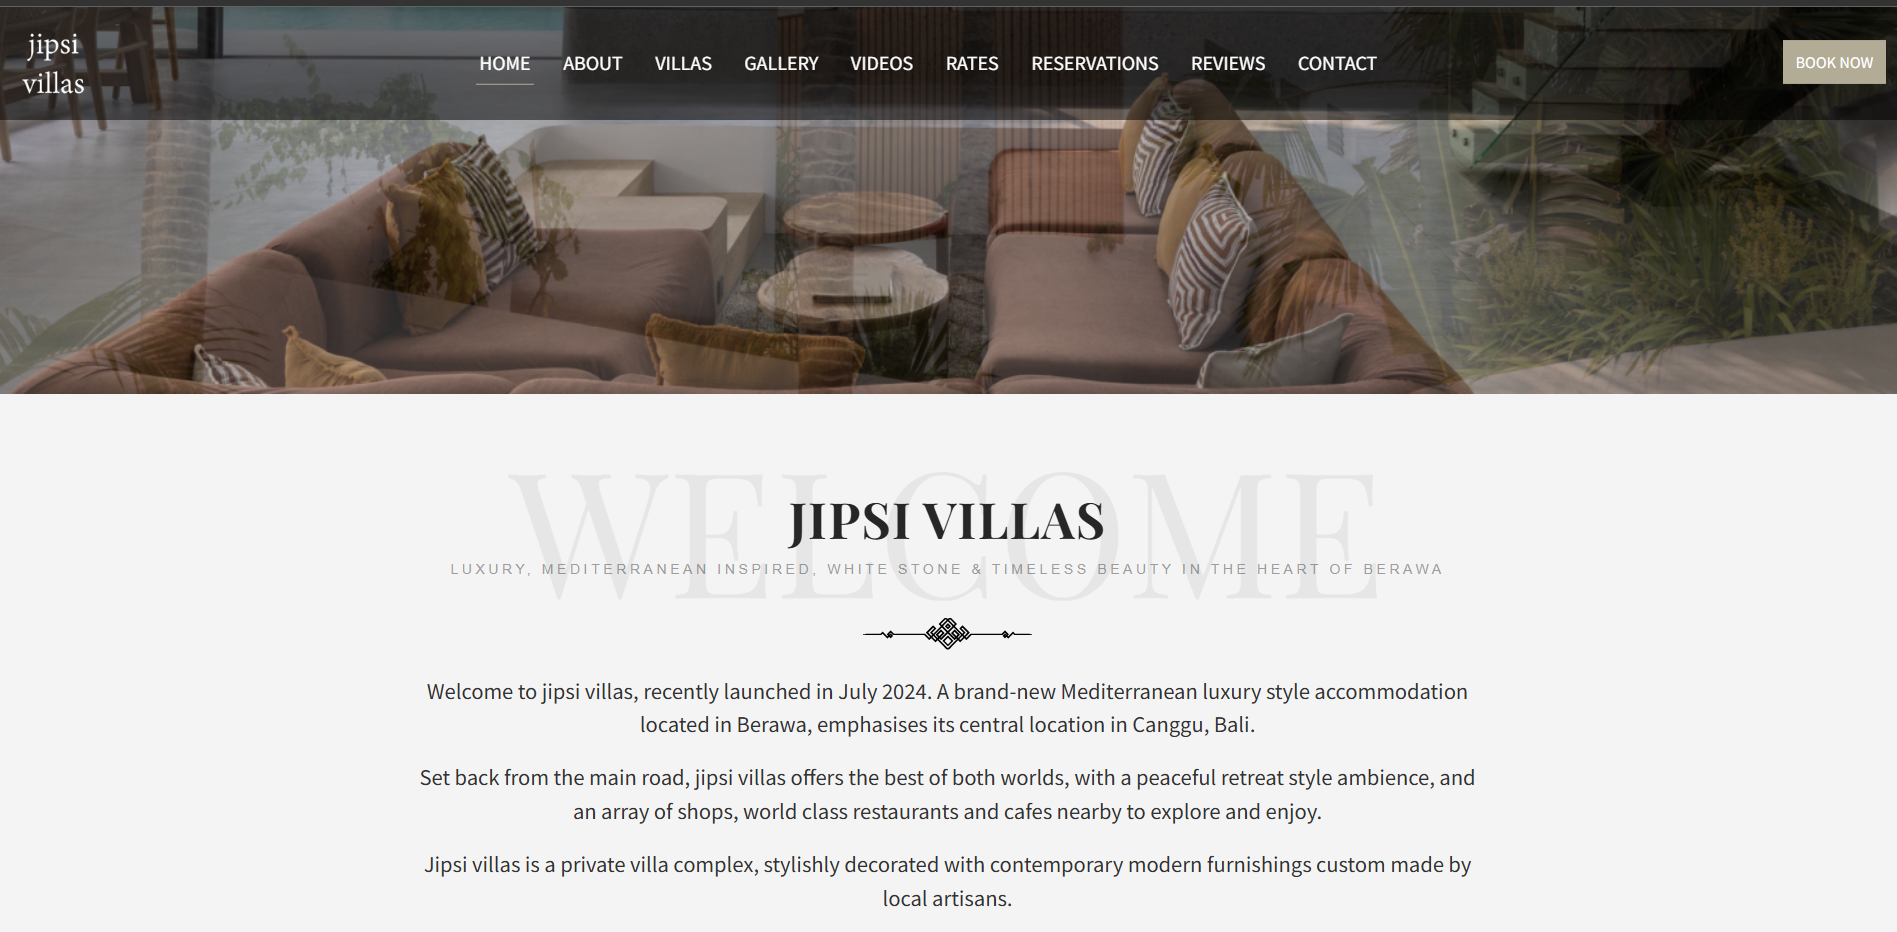 jipsi
villas
HOME ABOUT VILLAS GALLERY VIDEOS RATES RESERVATIONS REVIEWS CONTACT
BOOK NOW
WELCOME
JIPSI VILLAS
LUXURY, MEDITERRANEAN INSPIRED, WHITE STONE & TIMELESS BEAUTY IN THE HEART OF BERAWA
Welcome to jipsi villas, recently launched in July 2024. A brand-new Mediterranean luxury style accommodation
located in Berawa, emphasises its central location in Canggu, Bali.
Set back from the main road, jipsi villas offers the best of both worlds, with a peaceful retreat style ambience, and
an array of shops, world class restaurants and cafes nearby to explore and enjoy.
Jipsi villas is a private villa complex, stylishly decorated with contemporary modern furnishings custom made by
local artisans.